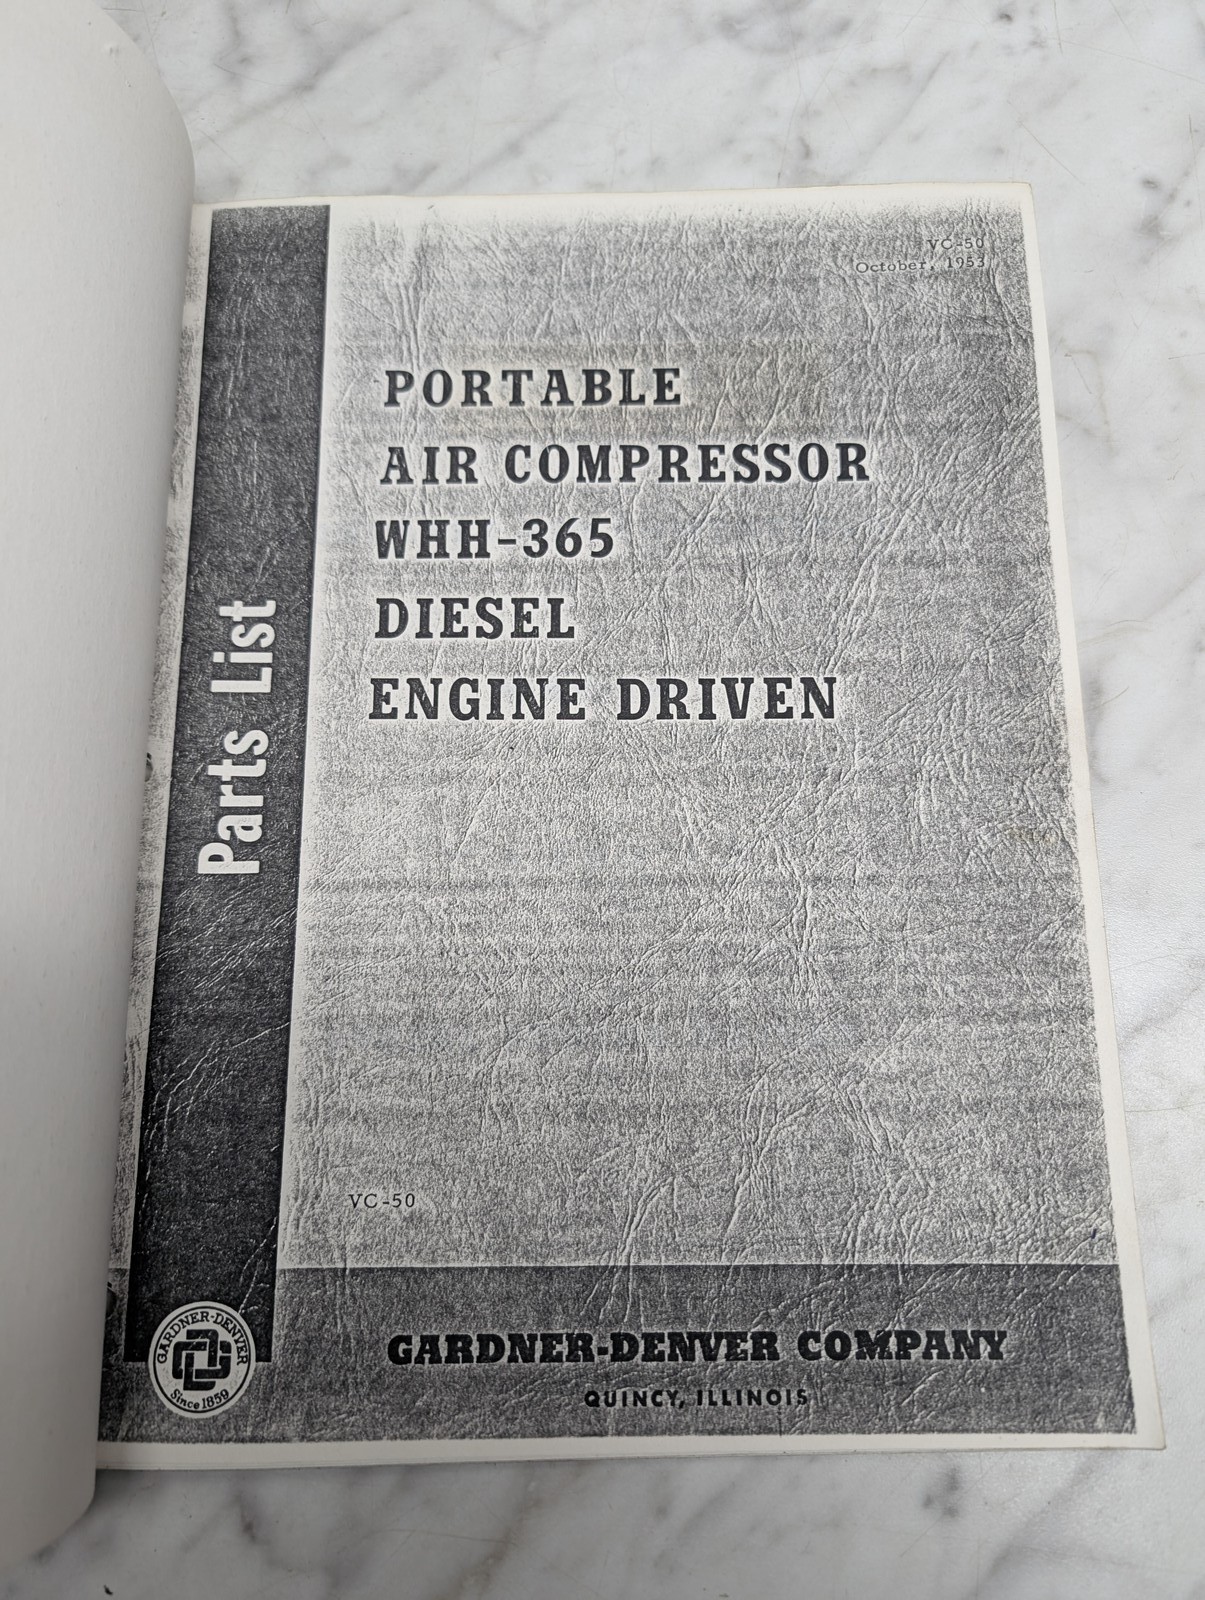 VC-50
October, 1953
PORTABLE
AIR COMPRESSOR
WHH-365
DIESEL
ENGINE DRIVEN
Parts List
VC-50
GARDNER-DENVER
Since 1859
GARDNER-DENVER COMPANY
QUINCY, ILLINOIS